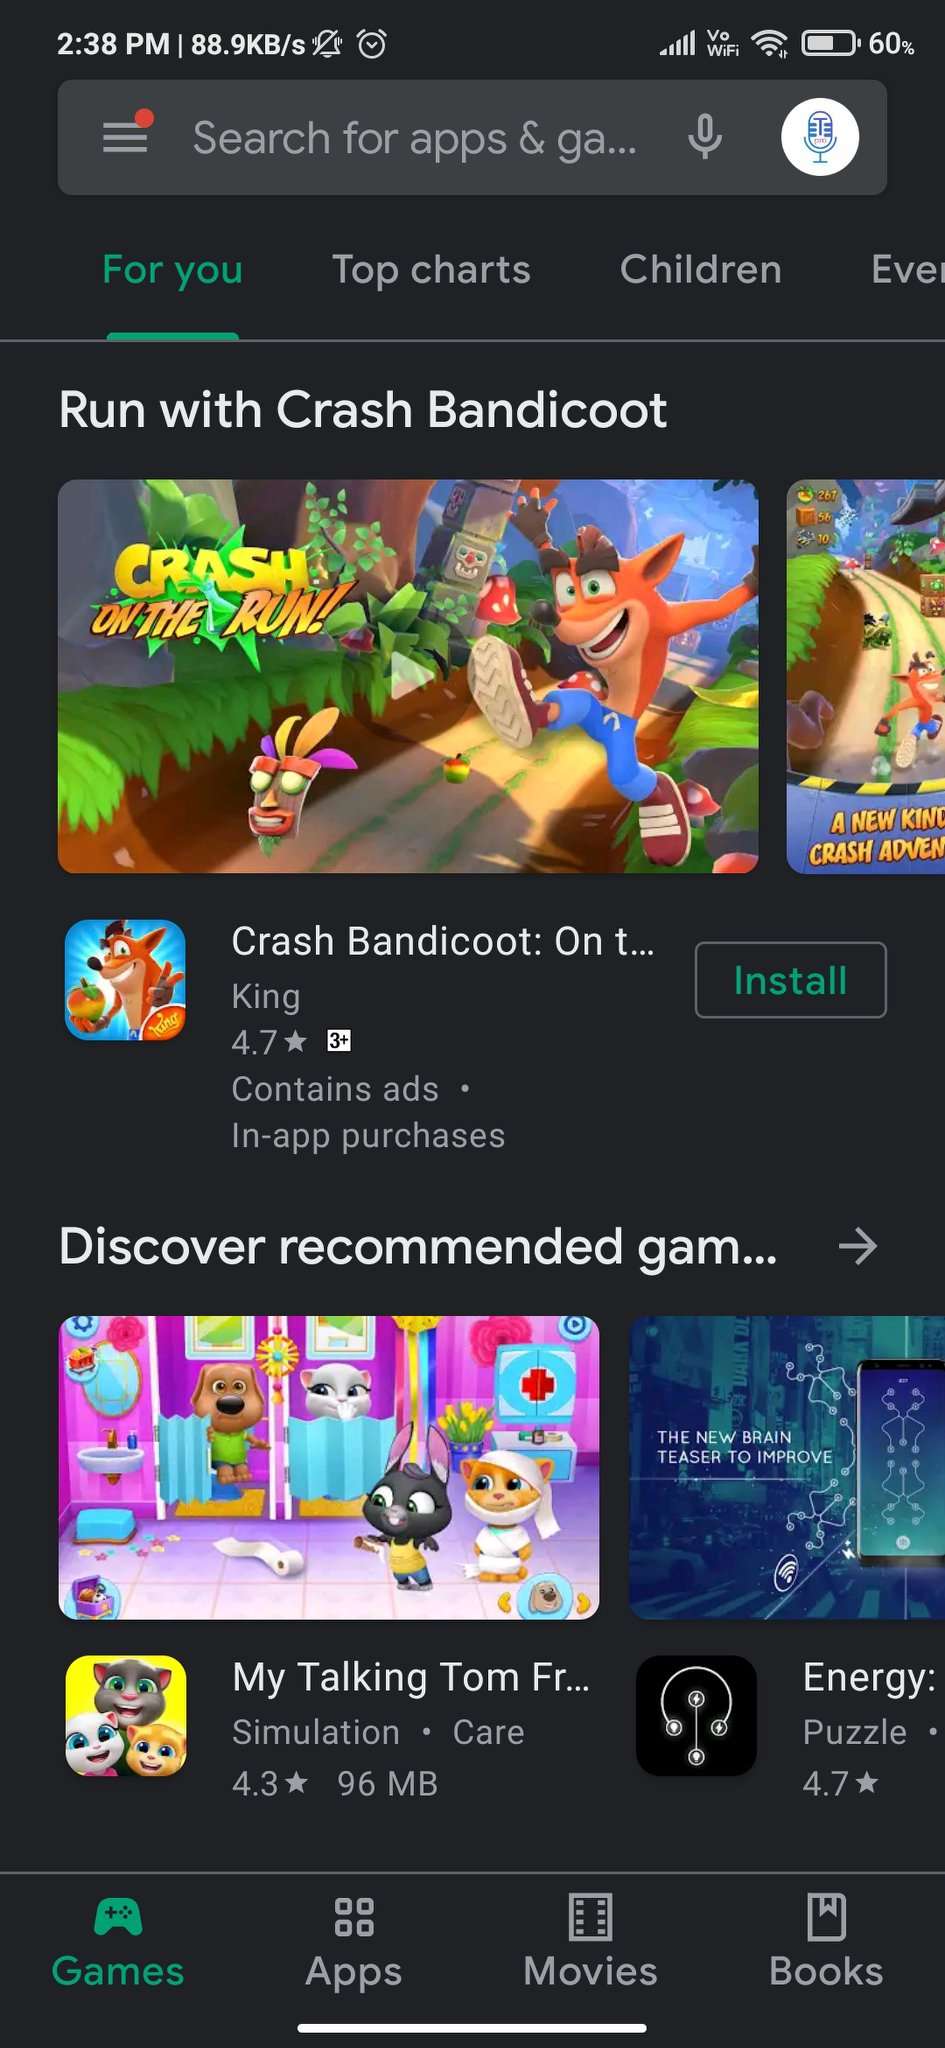 2:38 PM | 88.9KB/s Vo WiFi 60%
Search for apps & ga...
For you Top charts Children Ever
Run with Crash Bandicoot
CRASH
ON THE RUN!
267
56
10
A NEW KIND
CRASH ADVEN
Crash Bandicoot: On t...
King
4.7★ 3+
Contains ads •
In-app purchases
Install
king
Discover recommended gam... →
THE NEW BRAIN
TEASER TO IMPROVE
My Talking Tom Fr...
Simulation • Care
4.3★ 96 MB
Energy:
Puzzle •
4.7★
Games Apps Movies Books